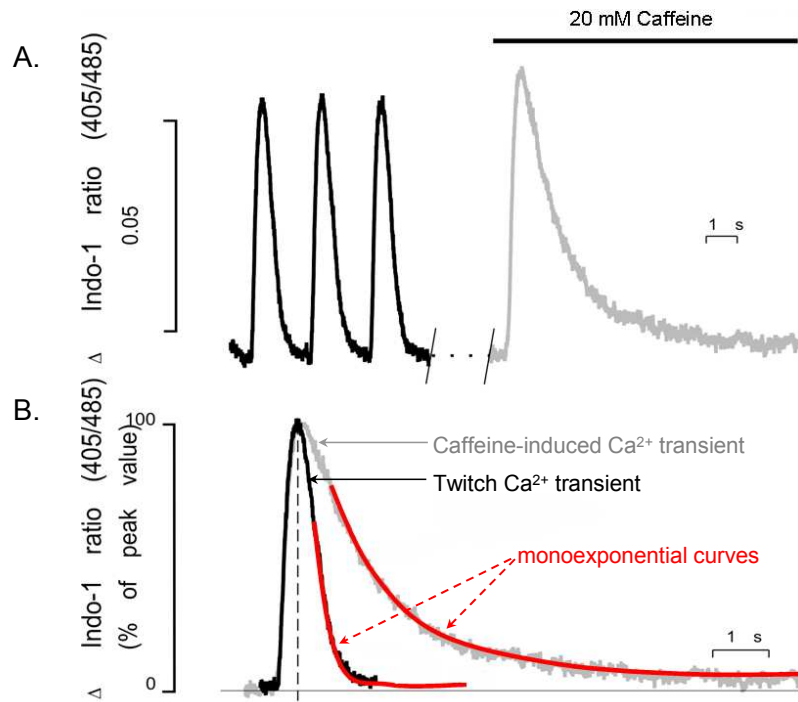 A.
20 mM Caffeine
Δ Indo-1 ratio (405/485)
0.05
1 s
B.
Δ Indo-1 ratio (405/485)
(% of peak value)
100
0
Caffeine-induced Ca²⁺ transient
Twitch Ca²⁺ transient
monoexponential curves
1 s